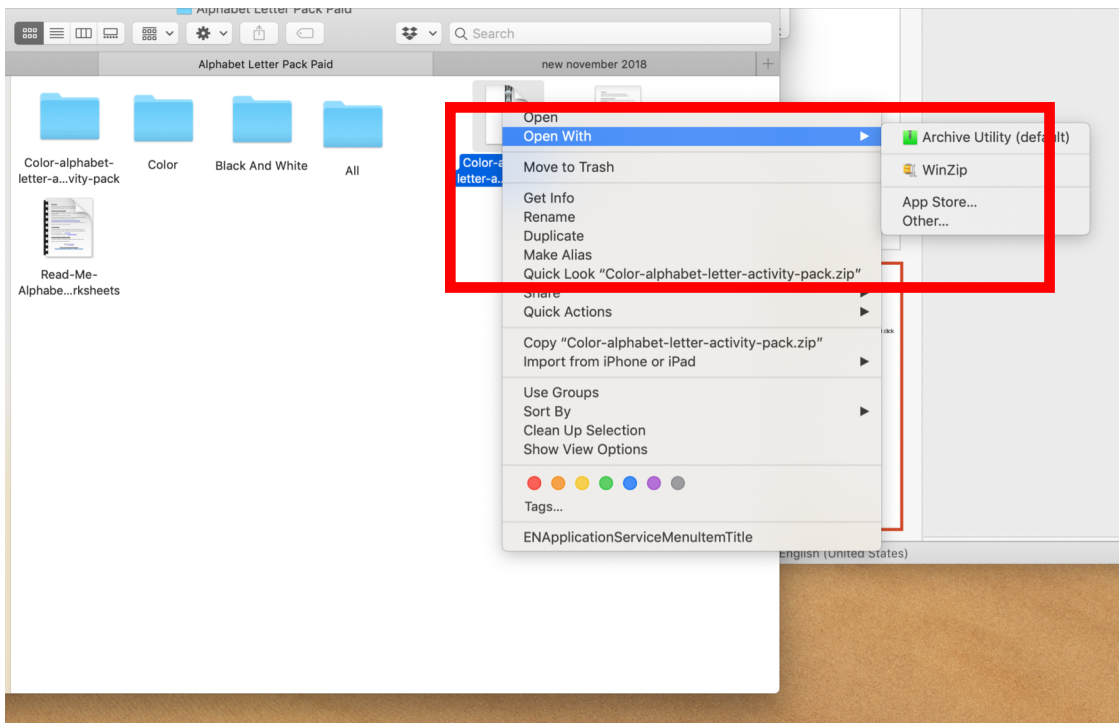 Alphabet Letter Pack Paid
Search
Alphabet Letter Pack Paid
new november 2018
Color-alphabet-
letter-a...vity-pack
Color
Black And White
All
Read-Me-
Alphabe...rksheets
Color-a
letter-a..
Open
Open With
Move to Trash
Get Info
Rename
Duplicate
Make Alias
Quick Look “Color-alphabet-letter-activity-pack.zip”
Share
Quick Actions
Copy “Color-alphabet-letter-activity-pack.zip”
Import from iPhone or iPad
Use Groups
Sort By
Clean Up Selection
Show View Options
Tags...
ENApplicationServiceMenuItemTitle
Archive Utility (default)
WinZip
App Store...
Other...
click
English (United States)